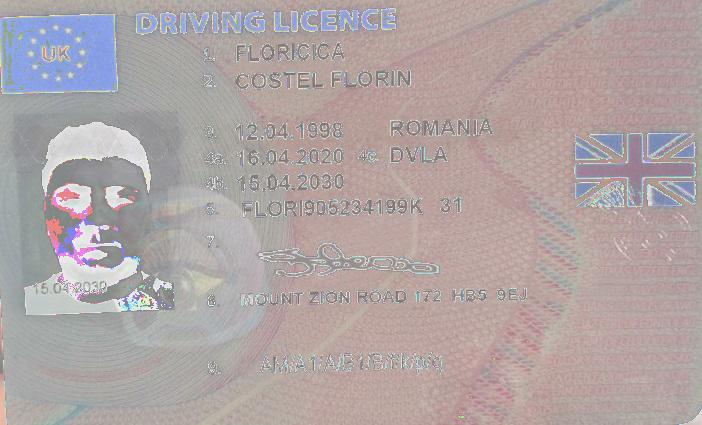 DRIVING LICENCE
UK
1. FLORICICA
2. COSTEL FLORIN
3. 12.04.1998 ROMANIA
4a. 16.04.2020 4c. DVLA
4b. 15.04.2030
5. FLORI905234199K 31
7.
15.04.2030
8. MOUNT ZION ROAD 172 HB5 9EJ
9. AM/A1/A/B1/B/f/k/p/q